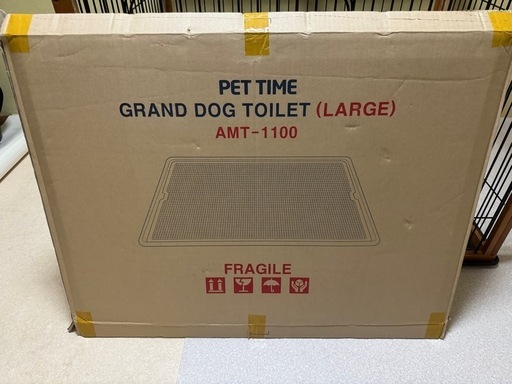 PET TIME
GRAND DOG TOILET (LARGE)
AMT-1100
FRAGILE